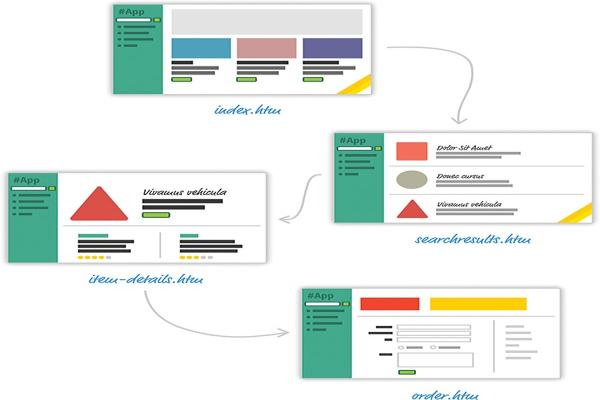 #App
index.htm
#App
Dolor Sit Amet
Donec cursus
Vivamus vehicula
searchresults.htm
#App
Vivamus vehicula
item-details.htm
#App
order.htm